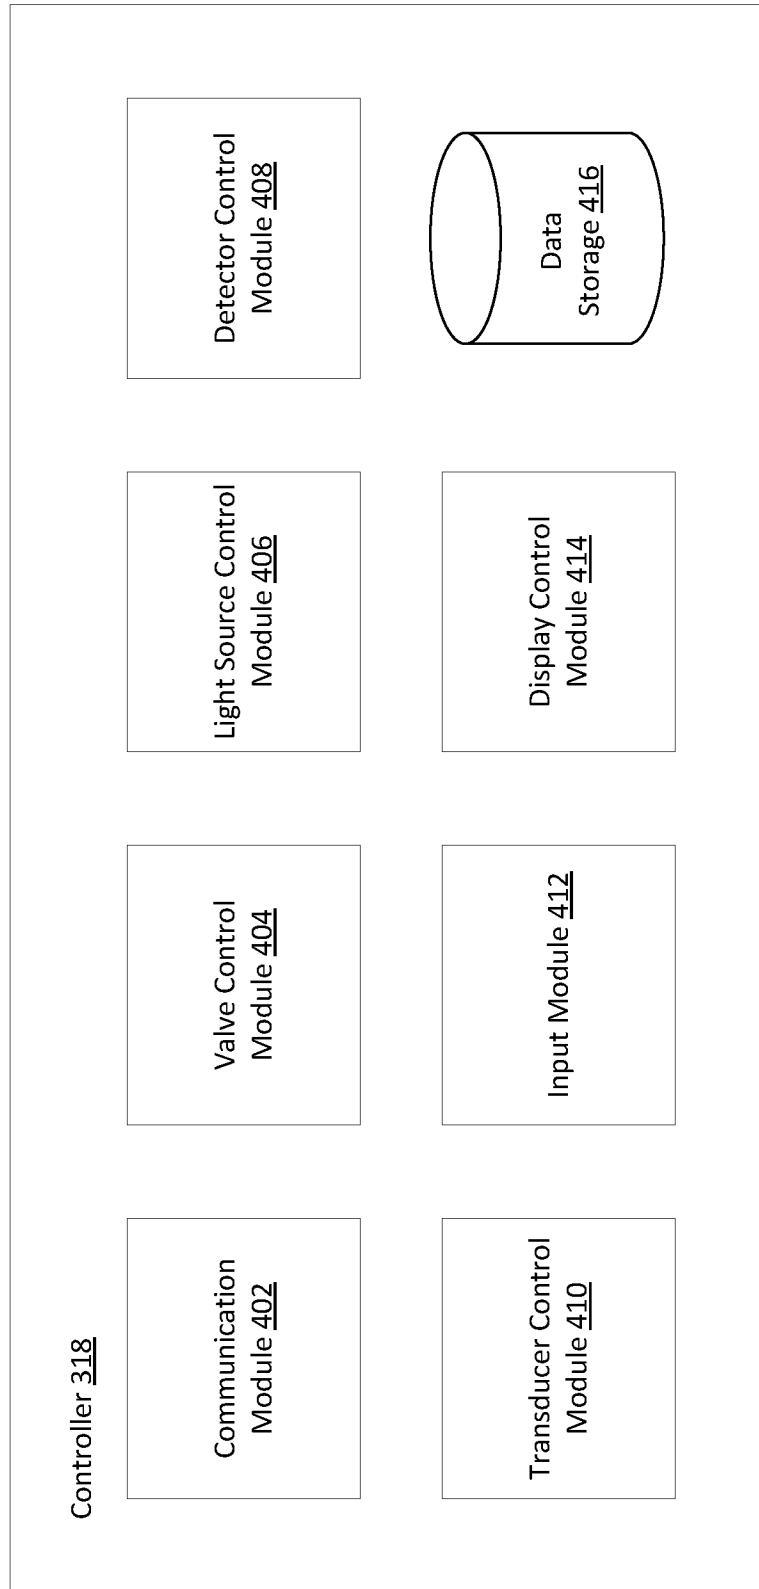 Controller 318
Communication
Module 402
Valve Control
Module 404
Light Source Control
Module 406
Detector Control
Module 408
Transducer Control
Module 410
Input Module 412
Display Control
Module 414
Data
Storage 416